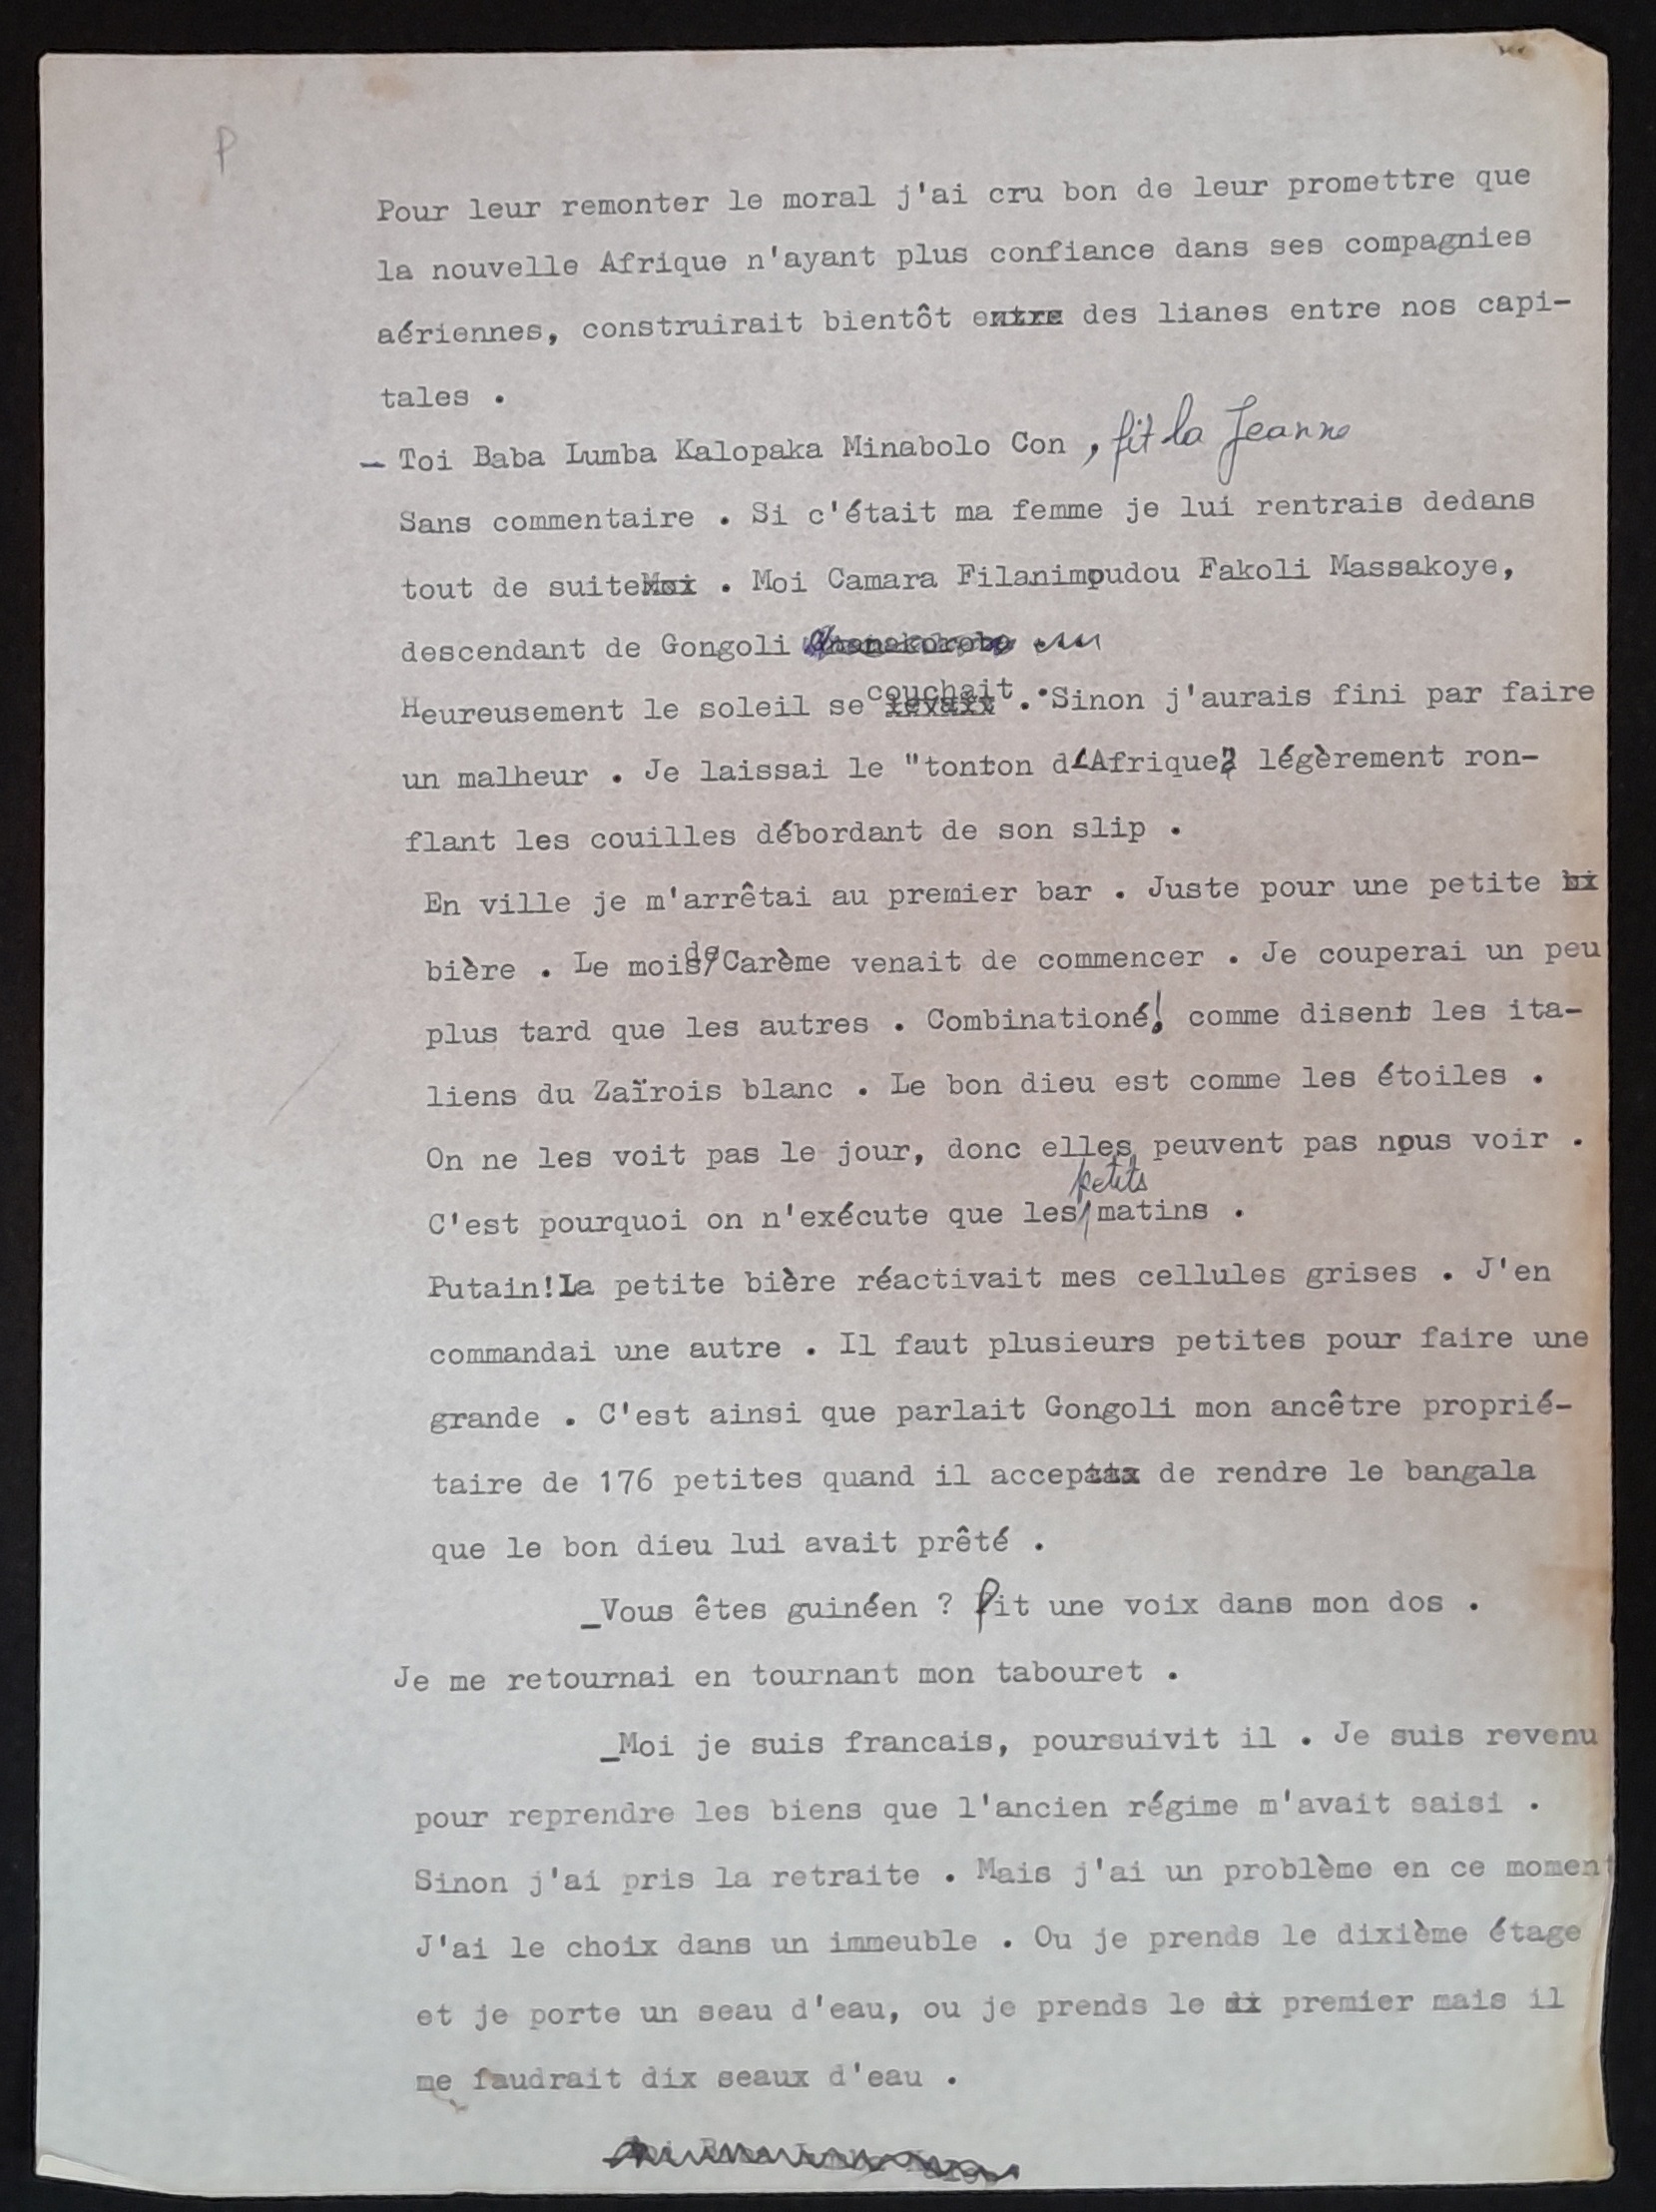 P
Pour leur remonter le moral j'ai cru bon de leur promettre que
la nouvelle Afrique n'ayant plus confiance dans ses compagnies
aériennes, construirait bientôt entre des lianes entre nos capi-
tales .
- Toi Baba Lumba Kalopaka Minabolo Con , fit la Jeanne
Sans commentaire . Si c'était ma femme je lui rentrais dedans
tout de suite Moi . Moi Camara Filanimpudou Fakoli Massakoye,
descendant de Gongoli
Heureusement le soleil se levait couchait . Sinon j'aurais fini par faire
un malheur . Je laissai le "tonton d'Afrique" légèrement ron-
flant les couilles débordant de son slip .
En ville je m'arrêtai au premier bar . Juste pour une petite bi
bière . Le mois de Carème venait de commencer . Je couperai un peu
plus tard que les autres . Combinationé! comme disent les ita-
liens du Zaïrois blanc . Le bon dieu est comme les étoiles .
On ne les voit pas le jour, donc elles peuvent pas nous voir .
C'est pourquoi on n'exécute que les petits matins .
Putain!La petite bière réactivait mes cellules grises . J'en
commandai une autre . Il faut plusieurs petites pour faire une
grande . C'est ainsi que parlait Gongoli mon ancêtre proprié-
taire de 176 petites quand il accepta de rendre le bangala
que le bon dieu lui avait prêté .
_Vous êtes guinéen ? fit une voix dans mon dos .
Je me retournai en tournant mon tabouret .
_Moi je suis francais, poursuivit il . Je suis revenu
pour reprendre les biens que l'ancien régime m'avait saisi .
Sinon j'ai pris la retraite . Mais j'ai un problème en ce moment
J'ai le choix dans un immeuble . Ou je prends le dixième étage
et je porte un seau d'eau, ou je prends le di premier mais il
me faudrait dix seaux d'eau .